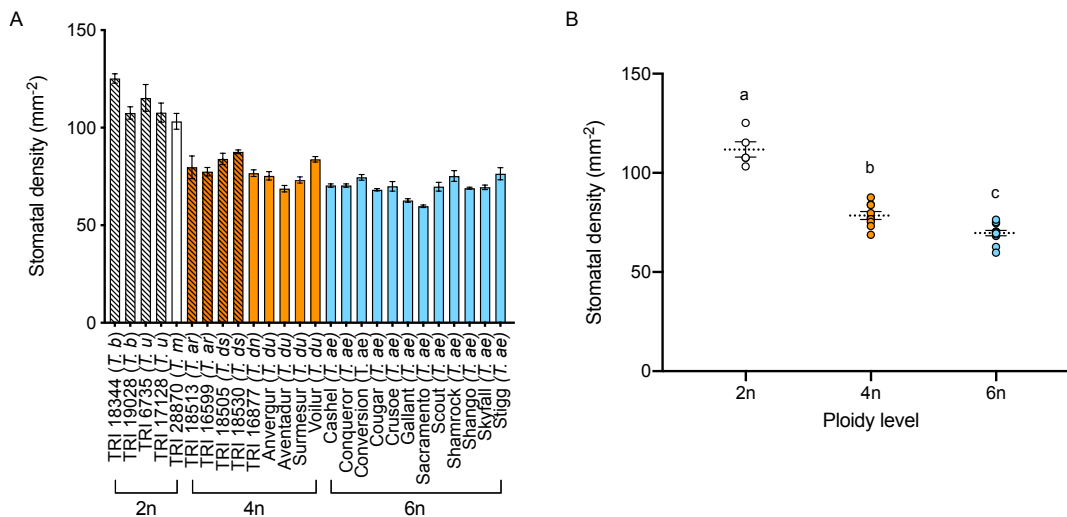 A
Stomatal density (mm-2)
150
100
50
0
TRI 18344 (T. b)
TRI 19028 (T. b)
TRI 6735 (T. u)
TRI 17128 (T. u)
TRI 28870 (T. m)
TRI 18513 (T. ar)
TRI 16599 (T. ar)
TRI 18505 (T. ds)
TRI 18530 (T. ds)
TRI 16877 (T. dn)
Anvergur (T. du)
Aventadur (T. du)
Surmesur (T. du)
Voilur (T. du)
Cashel (T. ae)
Conqueror (T. ae)
Conversion (T. ae)
Cougar (T. ae)
Crusoe (T. ae)
Gallant (T. ae)
Sacramento (T. ae)
Scout (T. ae)
Shamrock (T. ae)
Shango (T. ae)
Skyfall (T. ae)
Stigg (T. ae)
2n
4n
6n
B
Stomatal density (mm-2)
150
100
50
0
a
b
c
2n
4n
6n
Ploidy level